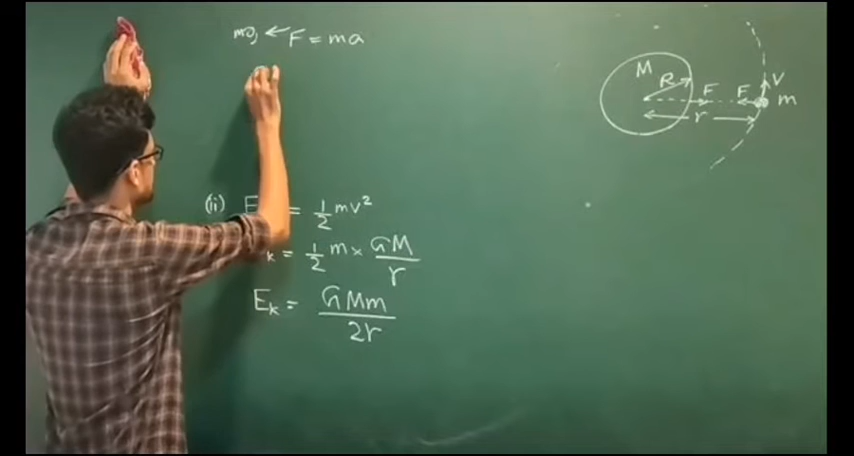 mg ← F = ma
(ii) E = 1/2 mv²
k = 1/2 m × GM/r
Eₖ = GMm/2r
M
R
F F
V
m
r